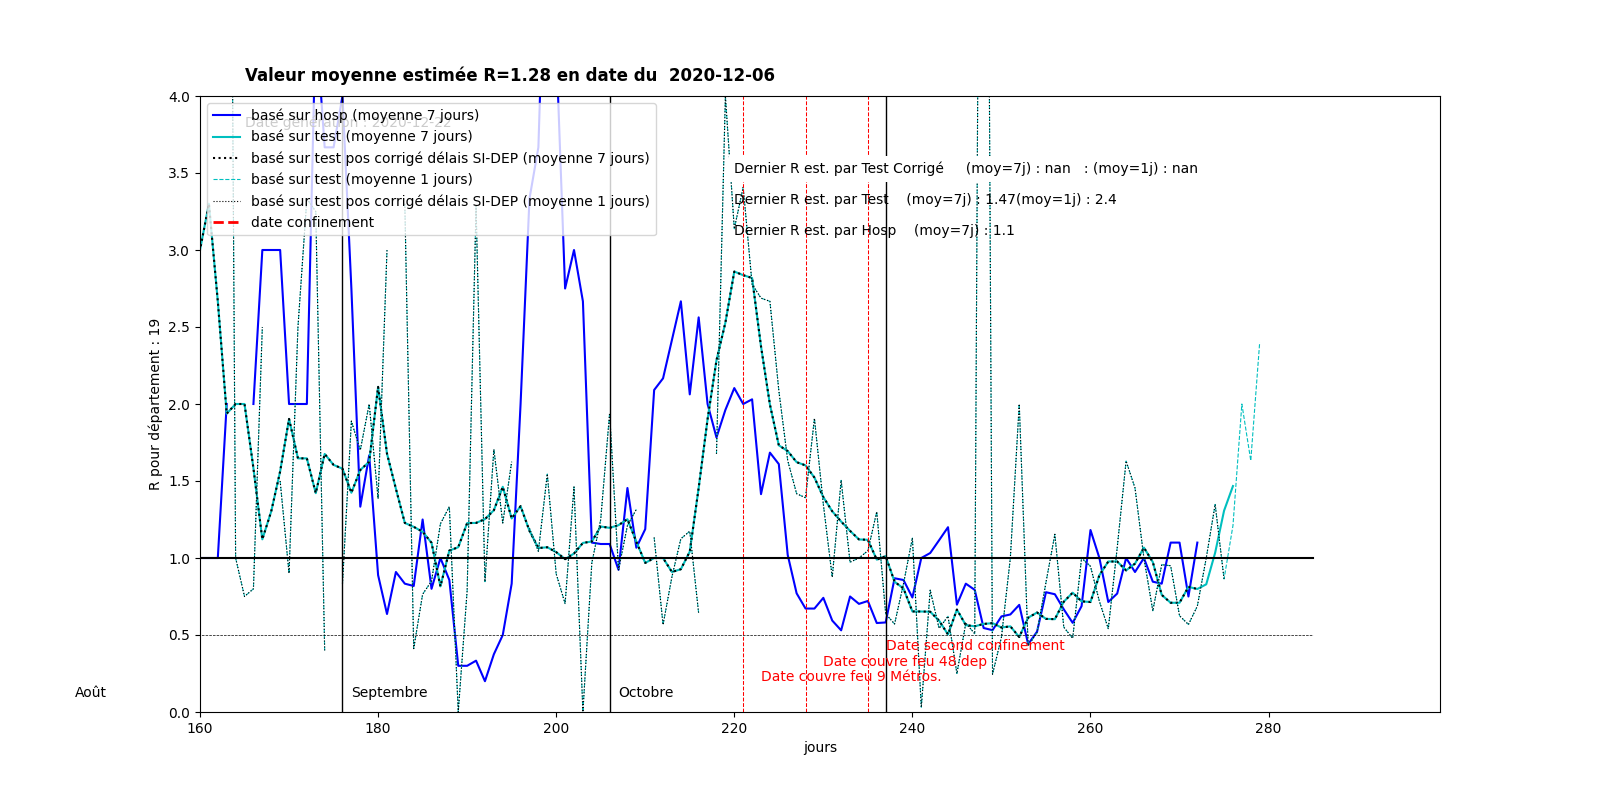 Valeur moyenne estimée R=1.28 en date du 2020-12-06
Date génération : 2020-12-22
basé sur hosp (moyenne 7 jours)
basé sur test (moyenne 7 jours)
basé sur test pos corrigé délais SI-DEP (moyenne 7 jours)
basé sur test (moyenne 1 jours)
basé sur test pos corrigé délais SI-DEP (moyenne 1 jours)
date confinement
Dernier R est. par Test Corrigé (moy=7j) : nan : (moy=1j) : nan
Dernier R est. par Test (moy=7j) : 1.47(moy=1j) : 2.4
Dernier R est. par Hosp (moy=7j) : 1.1
R pour département : 19
4.0
3.5
3.0
2.5
2.0
1.5
1.0
0.5
0.0
Date second confinement
Date couvre feu 48 dep
Date couvre feu 9 Métros.
Août
Septembre
Octobre
160
180
200
220
240
260
280
jours